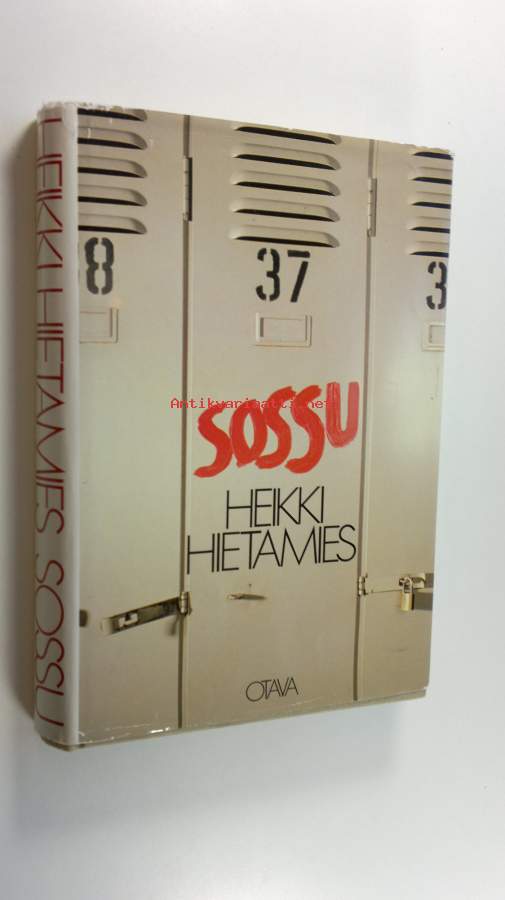 HEIKKI HIETAMIES SOSSU
8
37
3
Antikvariaatti.net
SOSSU
HEIKKI
HIETAMIES
OTAVA